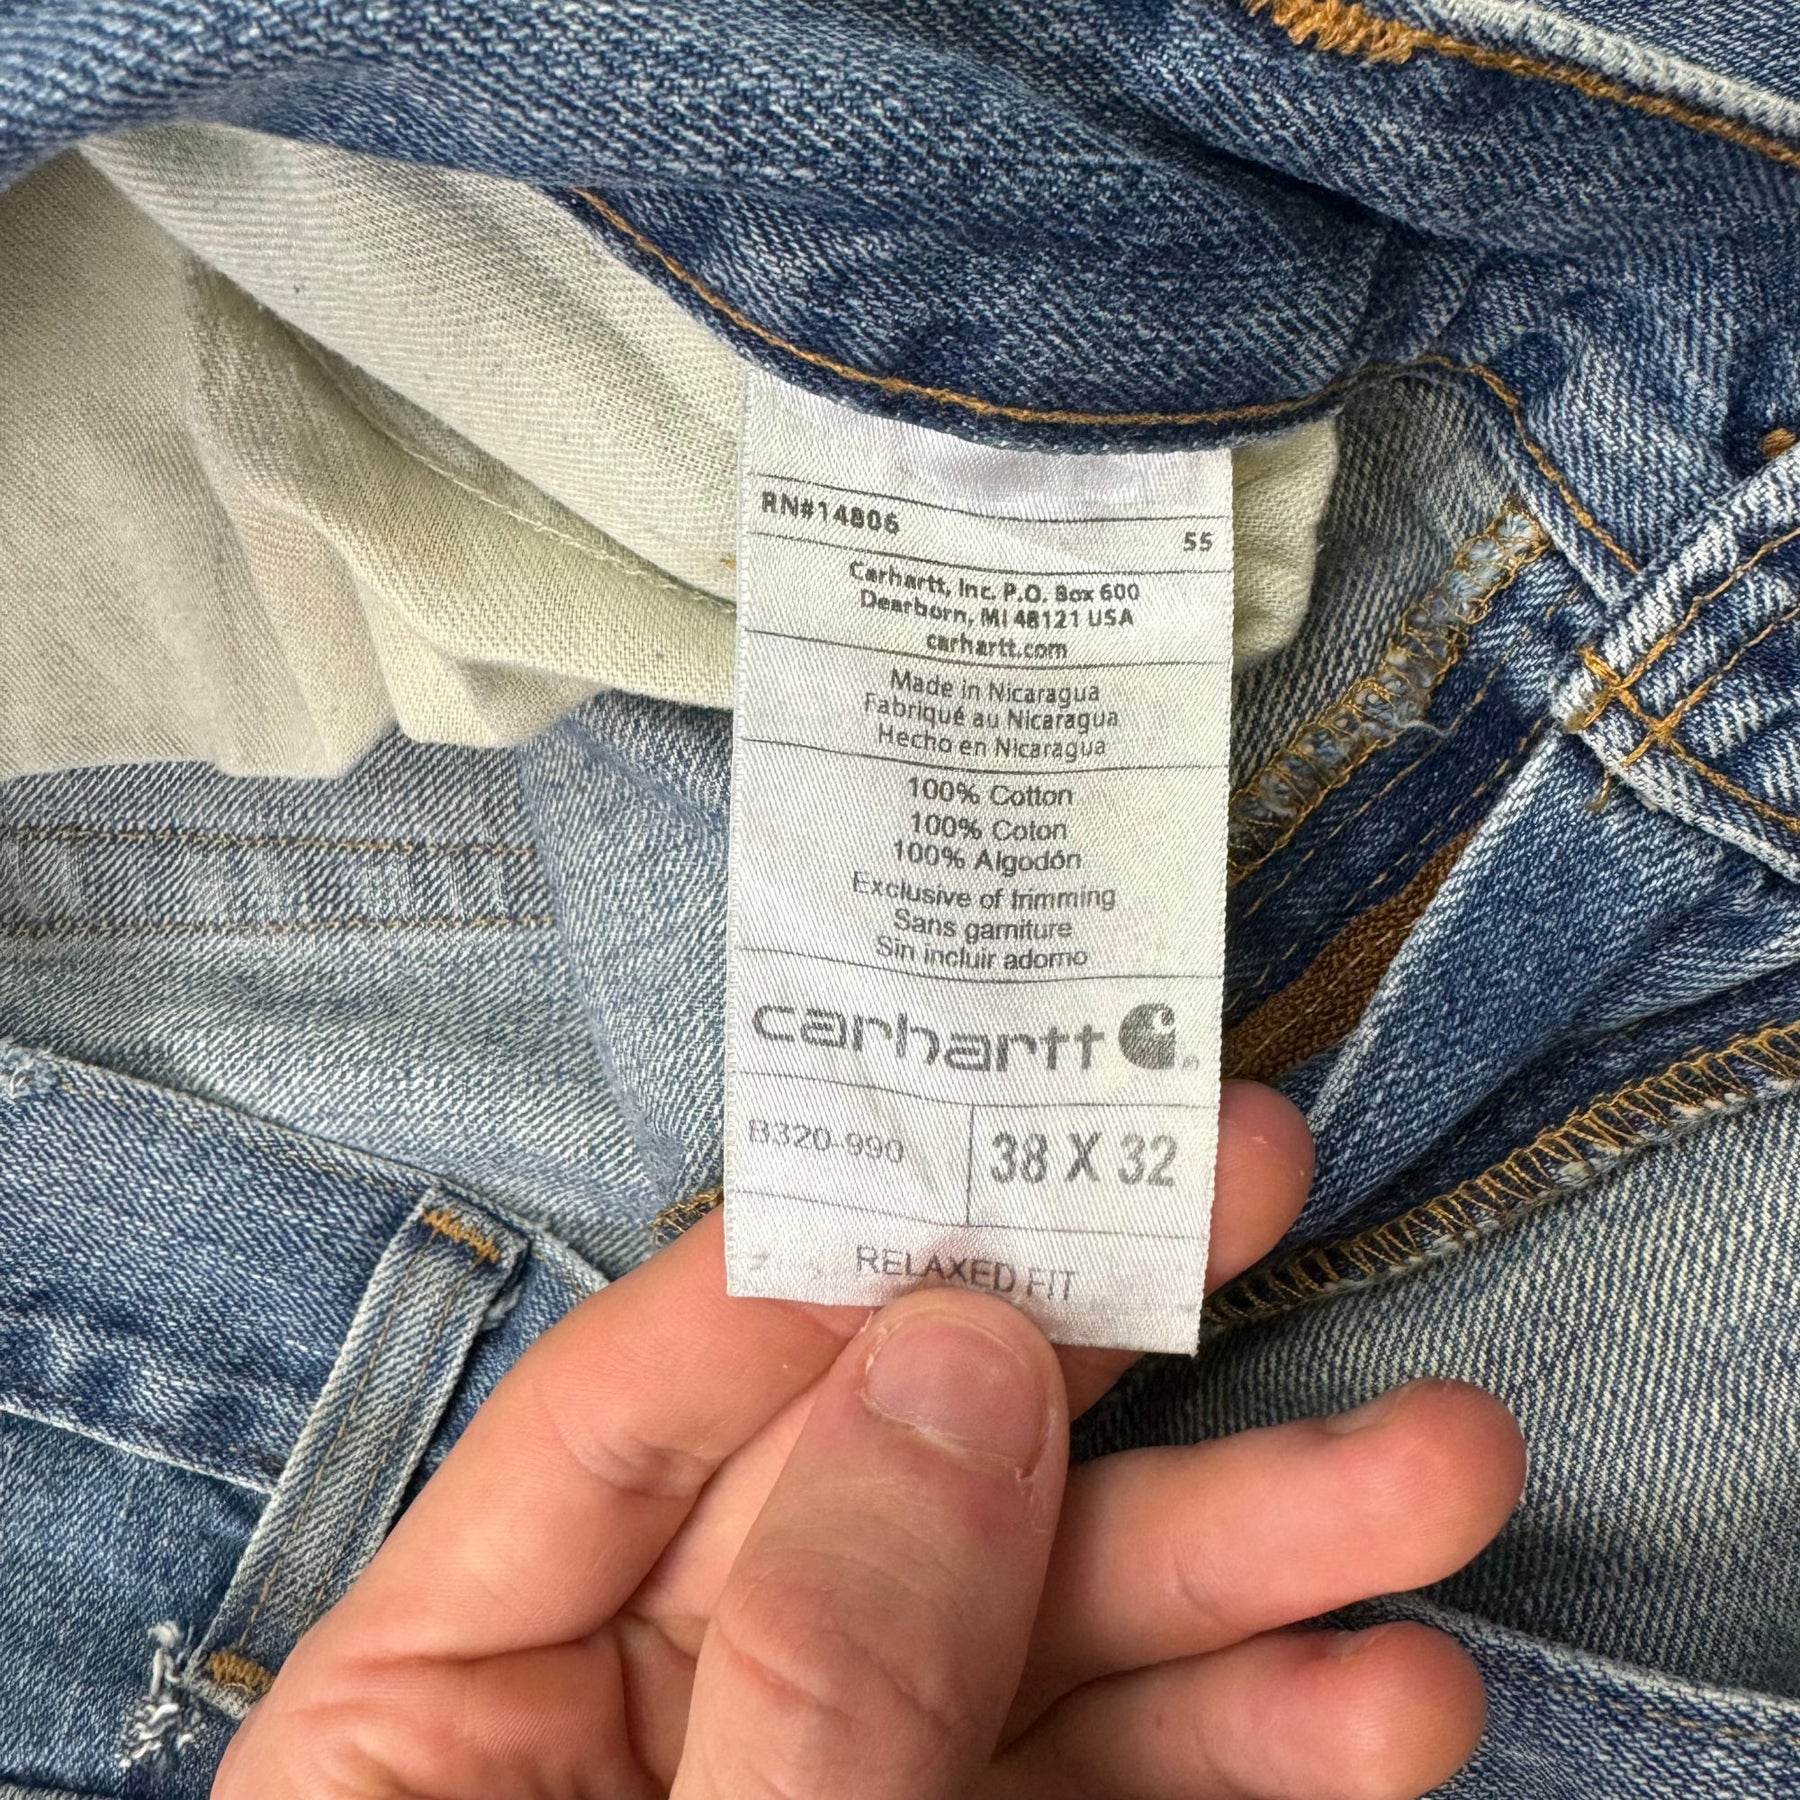 RN#14806 55
Carhartt, Inc. P.O. Box 600
Dearborn, MI 48121 USA
carhartt.com
Made in Nicaragua
Fabriqué au Nicaragua
Hecho en Nicaragua
100% Cotton
100% Coton
100% Algodón
Exclusive of trimming
Sans garniture
Sin incluir adorno
carhartt
B320-990 38 X 32
RELAXED FIT